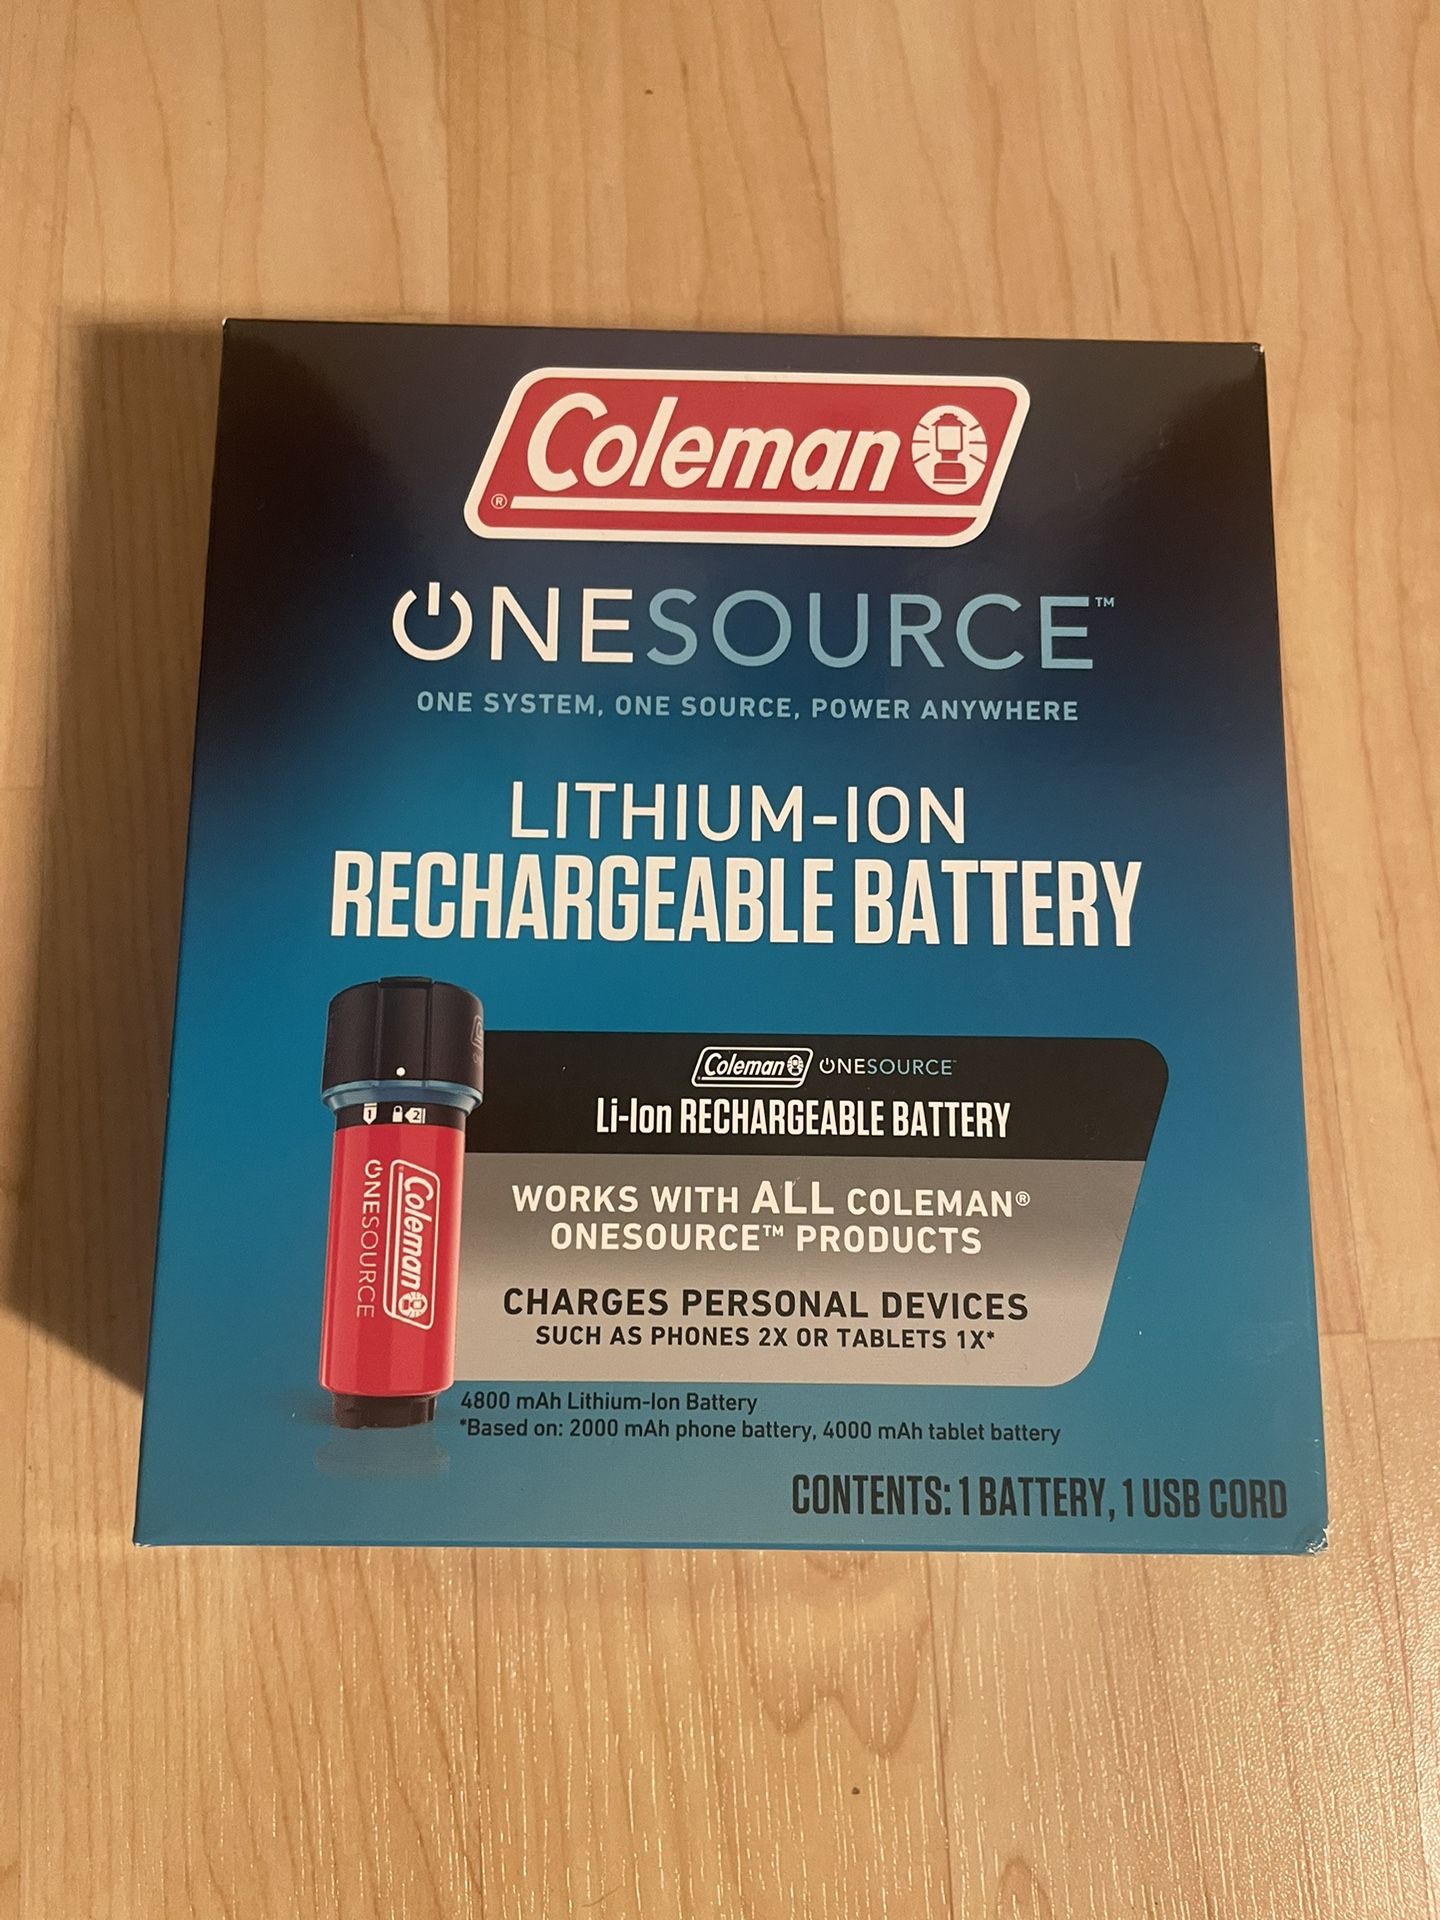 Coleman
®
ONESOURCE™
ONE SYSTEM, ONE SOURCE, POWER ANYWHERE
LITHIUM-ION
RECHARGEABLE BATTERY
Coleman ONESOURCE™
Li-Ion RECHARGEABLE BATTERY
WORKS WITH ALL COLEMAN®
ONESOURCE™ PRODUCTS
CHARGES PERSONAL DEVICES
SUCH AS PHONES 2X OR TABLETS 1X*
1 2
Coleman
ONESOURCE
4800 mAh Lithium-Ion Battery
*Based on: 2000 mAh phone battery, 4000 mAh tablet battery
CONTENTS: 1 BATTERY, 1 USB CORD